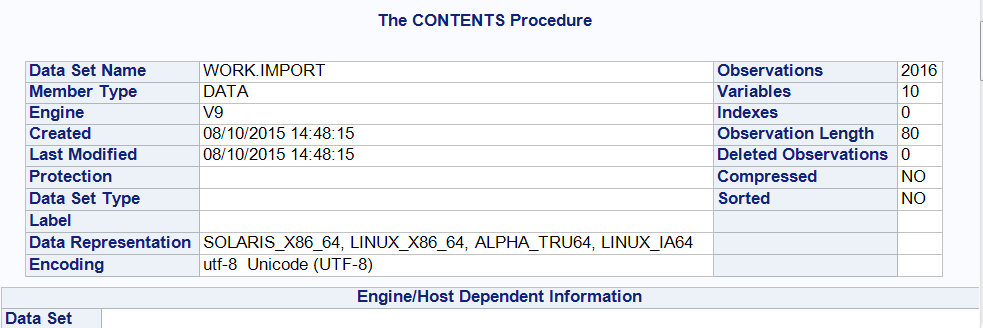 The CONTENTS Procedure
Data Set Name WORK.IMPORT Observations 2016
Member Type DATA Variables 10
Engine V9 Indexes 0
Created 08/10/2015 14:48:15 Observation Length 80
Last Modified 08/10/2015 14:48:15 Deleted Observations 0
Protection Compressed NO
Data Set Type Sorted NO
Label
Data Representation SOLARIS_X86_64, LINUX_X86_64, ALPHA_TRU64, LINUX_IA64
Encoding utf-8 Unicode (UTF-8)
Engine/Host Dependent Information
Data Set